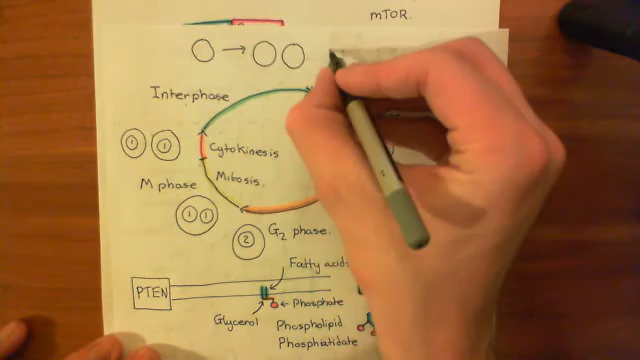 mTOR.
Interphase
1 1
Cytokinesis
Mitosis.
M phase
1 1
2
G2 phase.
Fatty acids
PTEN
Phosphate
Glycerol
Phospholipid
Phosphatidate